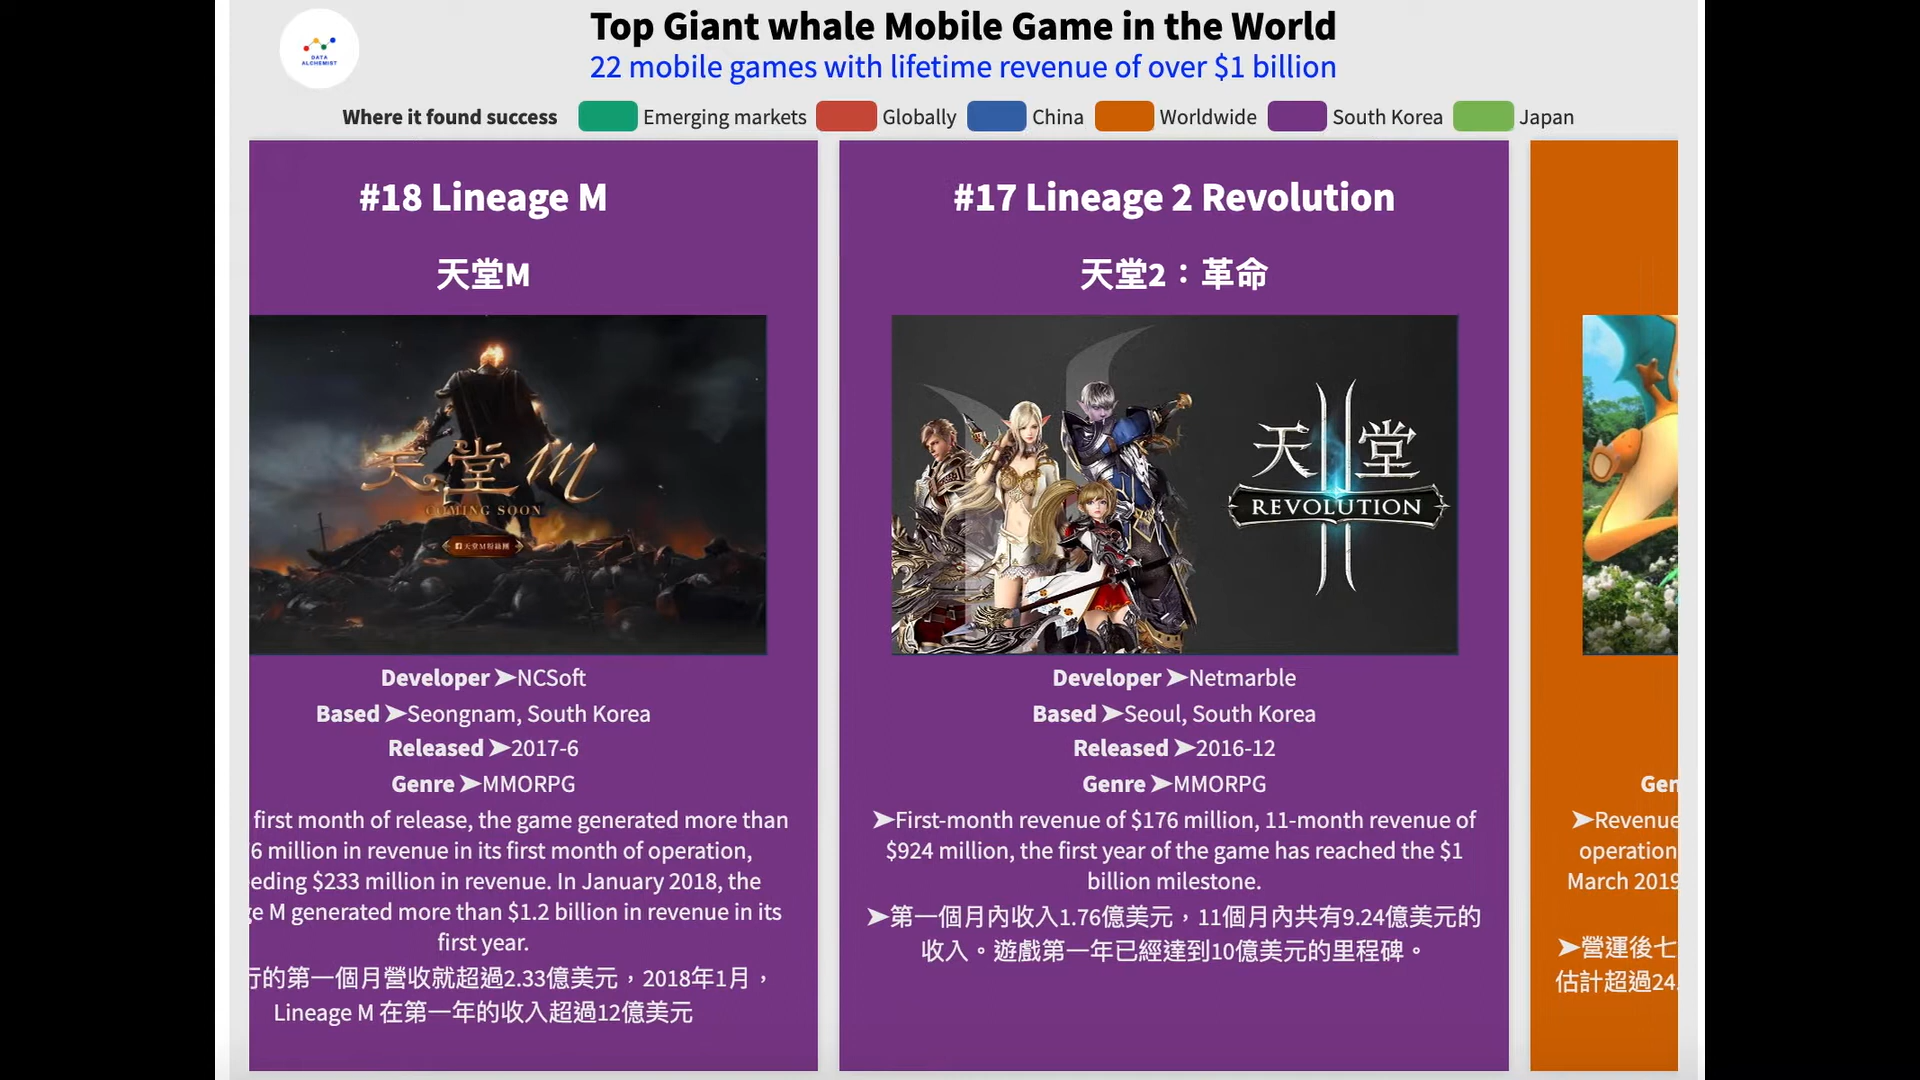 DATA
ALCHEMIST
Top Giant whale Mobile Game in the World
22 mobile games with lifetime revenue of over $1 billion
Where it found success Emerging markets Globally China Worldwide South Korea Japan
#18 Lineage M
天堂M
天堂M
COMING SOON
天堂M粉絲團
Developer ➤NCSoft
Based ➤Seongnam, South Korea
Released ➤2017-6
Genre ➤MMORPG
first month of release, the game generated more than
6 million in revenue in its first month of operation,
eding $233 million in revenue. In January 2018, the
e M generated more than $1.2 billion in revenue in its
first year.
行的第一個月營收就超過2.33億美元，2018年1月，
Lineage M 在第一年的收入超過12億美元
#17 Lineage 2 Revolution
天堂2：革命
天堂
REVOLUTION
Developer ➤Netmarble
Based ➤Seoul, South Korea
Released ➤2016-12
Genre ➤MMORPG
➤First-month revenue of $176 million, 11-month revenue of
$924 million, the first year of the game has reached the $1
billion milestone.
➤第一個月內收入1.76億美元，11個月內共有9.24億美元的
收入。遊戲第一年已經達到10億美元的里程碑。
Gen
➤Revenue
operation
March 2019
➤營運後七
估計超過24.